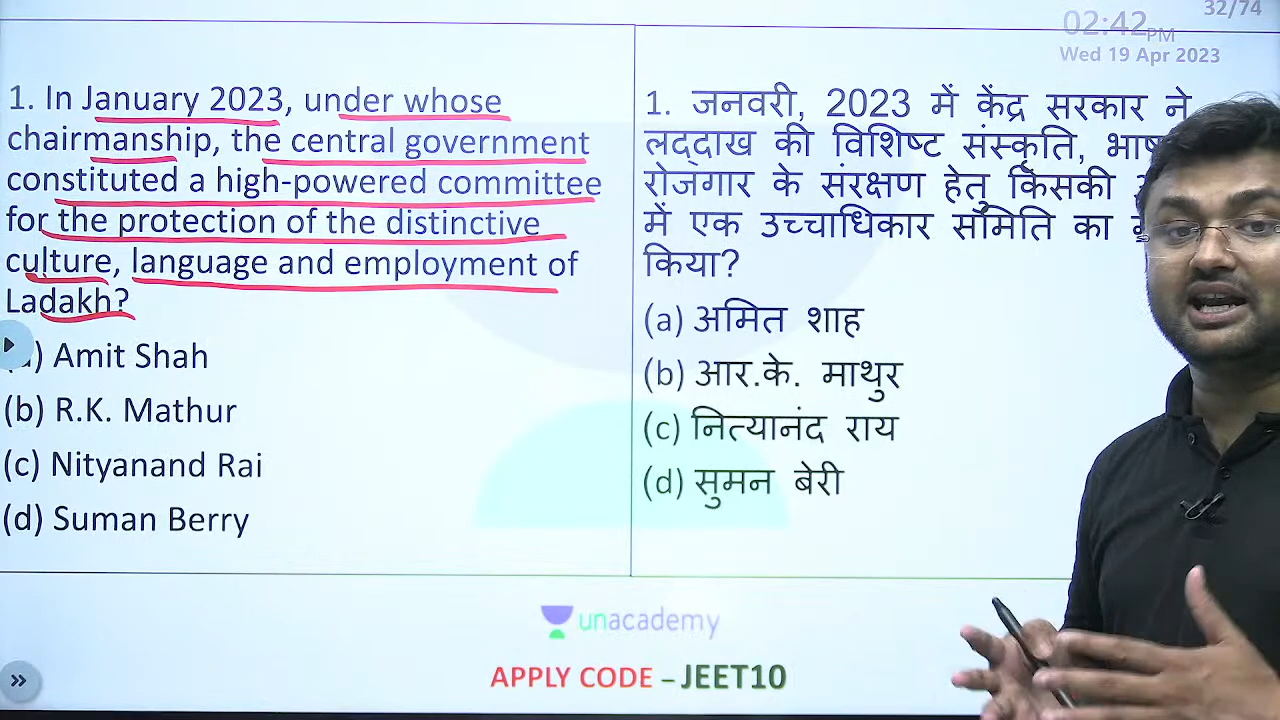 32/74
02:42PM
Wed 19 Apr 2023
1. In January 2023, under whose
chairmanship, the central government
constituted a high-powered committee
for the protection of the distinctive
culture, language and employment of
Ladakh?
(a) Amit Shah
(b) R.K. Mathur
(c) Nityanand Rai
(d) Suman Berry
1. जनवरी, 2023 में केंद्र सरकार ने
लद्दाख की विशिष्ट संस्कृति,
रोजगार के संरक्षण हेतु किसकी
में एक उच्चाधिकार समिति का
किया?
(a) अमित शाह
(b) आर.के. माथुर
(c) नित्यानंद राय
(d) सुमन बेरी
unacademy
APPLY CODE – JEET10